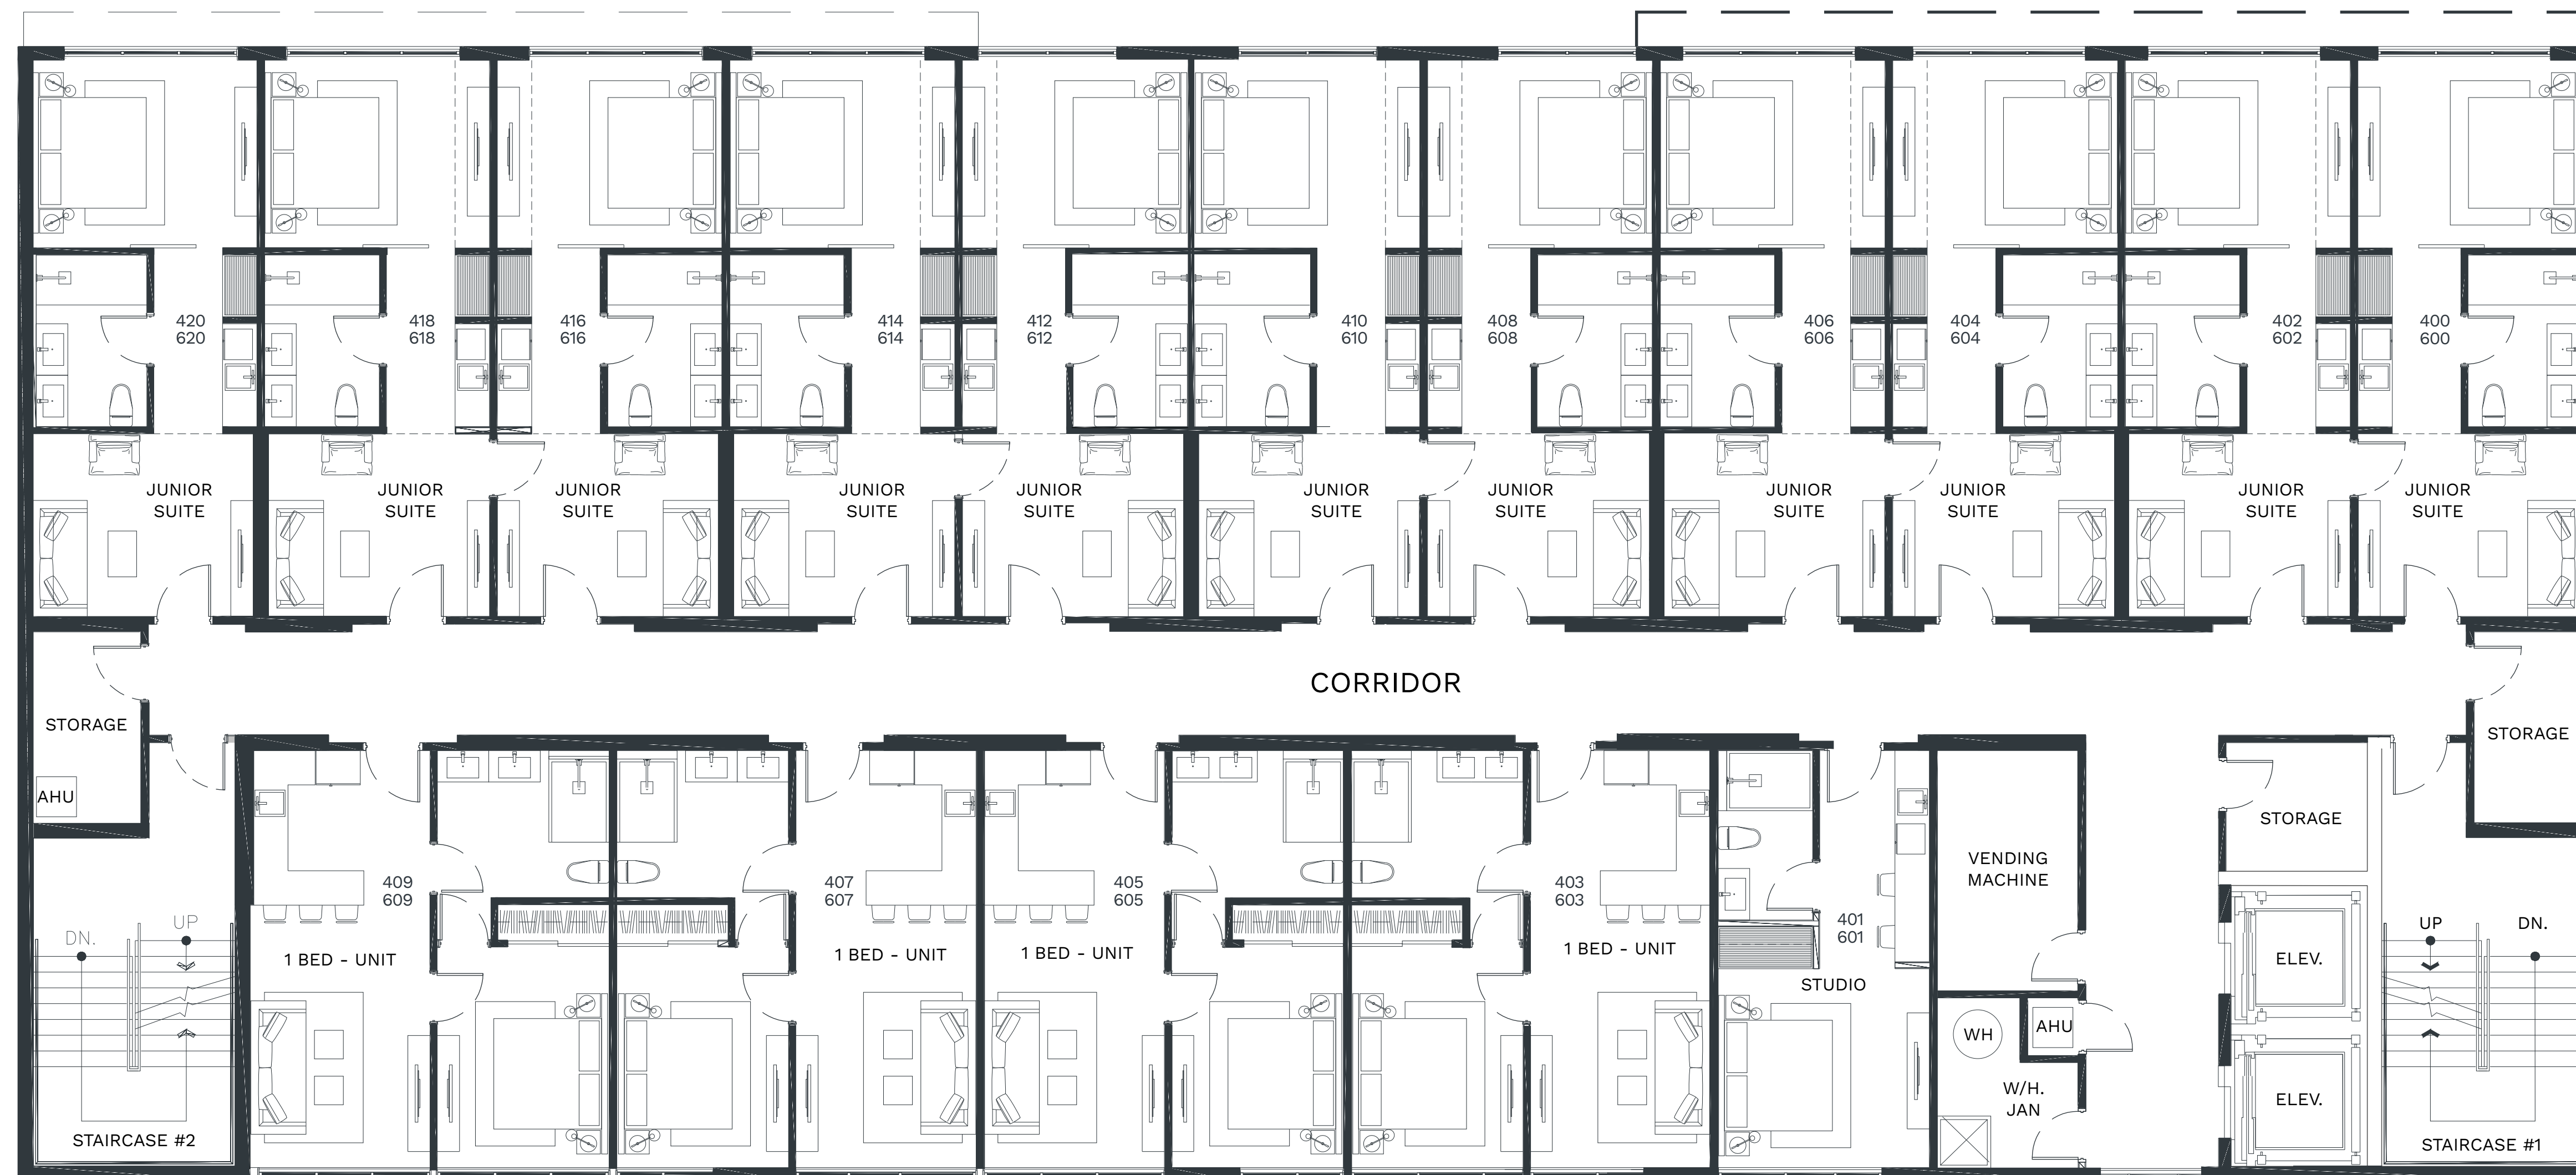 420
620
418
618
416
616
414
614
412
612
410
610
408
608
406
606
404
604
402
602
400
600
JUNIOR
SUITE
JUNIOR
SUITE
JUNIOR
SUITE
JUNIOR
SUITE
JUNIOR
SUITE
JUNIOR
SUITE
JUNIOR
SUITE
JUNIOR
SUITE
JUNIOR
SUITE
JUNIOR
SUITE
JUNIOR
SUITE
CORRIDOR
STORAGE
AHU
UP
DN.
STAIRCASE #2
409
609
1 BED - UNIT
407
607
1 BED - UNIT
405
605
1 BED - UNIT
403
603
1 BED - UNIT
401
601
STUDIO
VENDING
MACHINE
WH
AHU
W/H.
JAN
STORAGE
ELEV.
ELEV.
STORAGE
UP
DN.
STAIRCASE #1